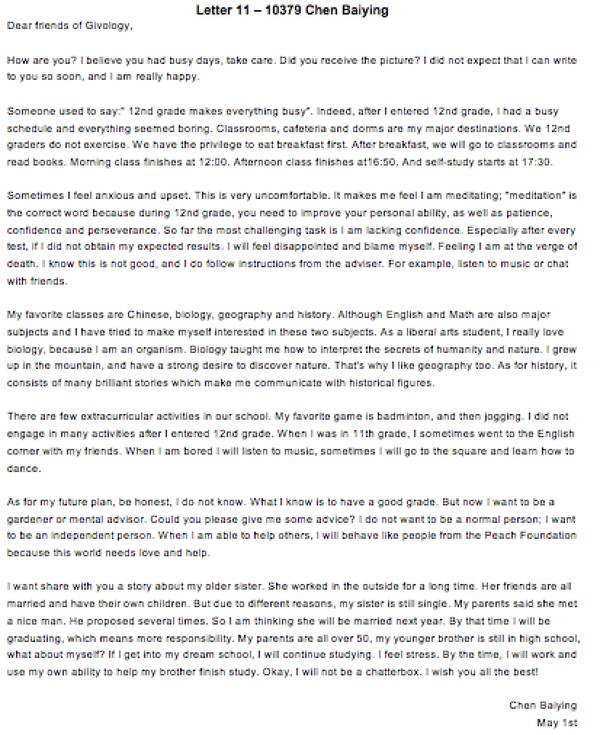 Letter 11 – 10379 Chen Baiying
Dear friends of Givology,
How are you? I believe you had busy days, take care. Did you receive the picture? I did not expect that I can write
to you so soon, and I am really happy.
Someone used to say:" 12nd grade makes everything busy". Indeed, after I entered 12nd grade, I had a busy
schedule and everything seemed boring. Classrooms, cafeteria and dorms are my major destinations. We 12nd
graders do not exercise. We have the privilege to eat breakfast first. After breakfast, we will go to classrooms and
read books. Morning class finishes at 12:00. Afternoon class finishes at16:50. And self-study starts at 17:30.
Sometimes I feel anxious and upset. This is very uncomfortable. It makes me feel I am meditating; "meditation" is
the correct word because during 12nd grade, you need to improve your personal ability, as well as patience,
confidence and perseverance. So far the most challenging task is I am lacking confidence. Especially after every
test, if I did not obtain my expected results. I will feel disappointed and blame myself. Feeling I am at the verge of
death. I know this is not good, and I do follow instructions from the adviser. For example, listen to music or chat
with friends.
My favorite classes are Chinese, biology, geography and history. Although English and Math are also major
subjects and I have tried to make myself interested in these two subjects. As a liberal arts student, I really love
biology, because I am an organism. Biology taught me how to interpret the secrets of humanity and nature. I grew
up in the mountain, and have a strong desire to discover nature. That's why I like geography too. As for history, it
consists of many brilliant stories which make me communicate with historical figures.
There are few extracurricular activities in our school. My favorite game is badminton, and then jogging. I did not
engage in many activities after I entered 12nd grade. When I was in 11th grade, I sometimes went to the English
corner with my friends. When I am bored I will listen to music, sometimes I will go to the square and learn how to
dance.
As for my future plan, be honest, I do not know. What I know is to have a good grade. But now I want to be a
gardener or mental advisor. Could you please give me some advice? I do not want to be a normal person; I want
to be an independent person. When I am able to help others, I will behave like people from the Peach Foundation
because this world needs love and help.
I want share with you a story about my older sister. She worked in the outside for a long time. Her friends are all
married and have their own children. But due to different reasons, my sister is still single. My parents said she met
a nice man. He proposed several times. So I am thinking she will be married next year. By that time I will be
graduating, which means more responsibility. My parents are all over 50, my younger brother is still in high school,
what about myself? If I get into my dream school, I will continue studying. I feel stress. By the time, I will work and
use my own ability to help my brother finish study. Okay, I will not be a chatterbox. I wish you all the best!
Chen Baiying
May 1st